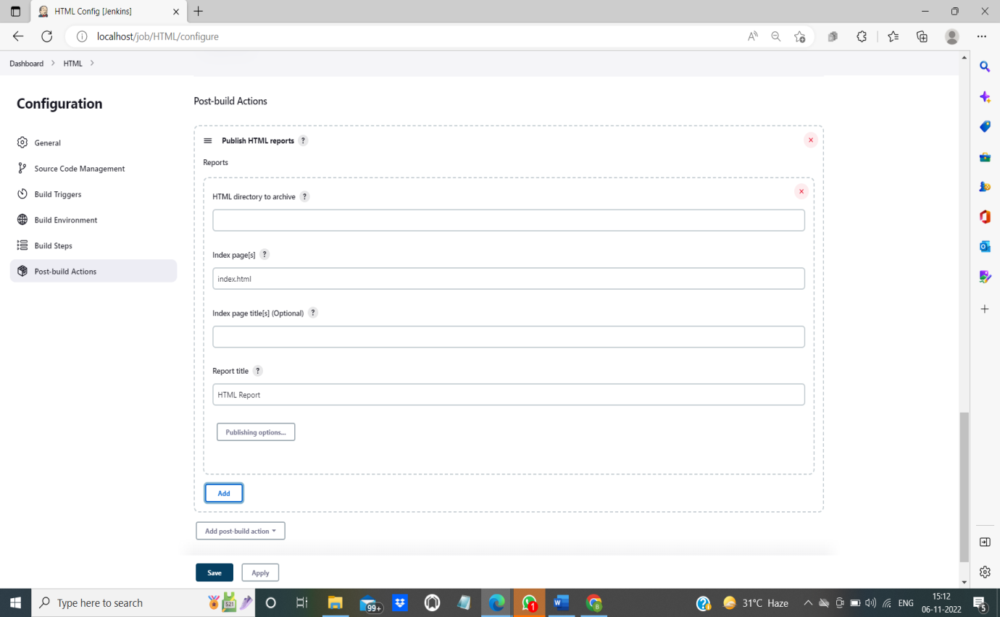 HTML Config [Jenkins]
localhost/job/HTML/configure
Dashboard > HTML >
Configuration
General
Source Code Management
Build Triggers
Build Environment
Build Steps
Post-build Actions
Post-build Actions
Publish HTML reports ?
Reports
HTML directory to archive ?
Index page[s] ?
index.html
Index page title[s] (Optional) ?
Report title ?
HTML Report
Publishing options...
Add
Add post-build action
Save
Apply
Type here to search
521
99+
1
31°C Haze
ENG
15:12
06-11-2022
5